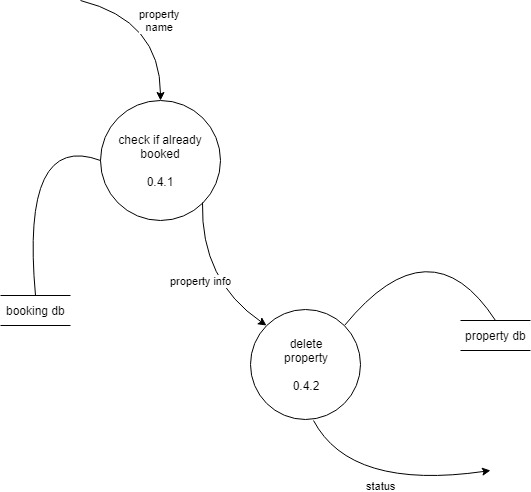 property
name
check if already
booked
0.4.1
property info
booking db
delete
property
0.4.2
property db
status